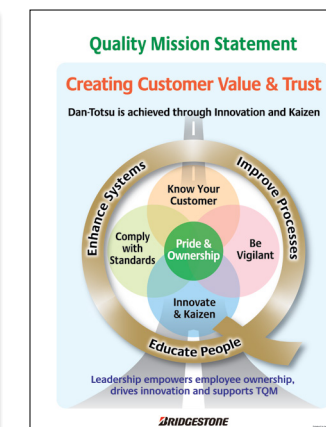 Quality Mission Statement
Creating Customer Value & Trust
Dan-Totsu is achieved through Innovation and Kaizen
Enhance Systems
Improve Processes
Know Your
Customer
Comply
with
Standards
Pride &
Ownership
Be
Vigilant
Innovate
& Kaizen
Educate People
Leadership empowers employee ownership,
drives innovation and supports TQM
BRIDGESTONE